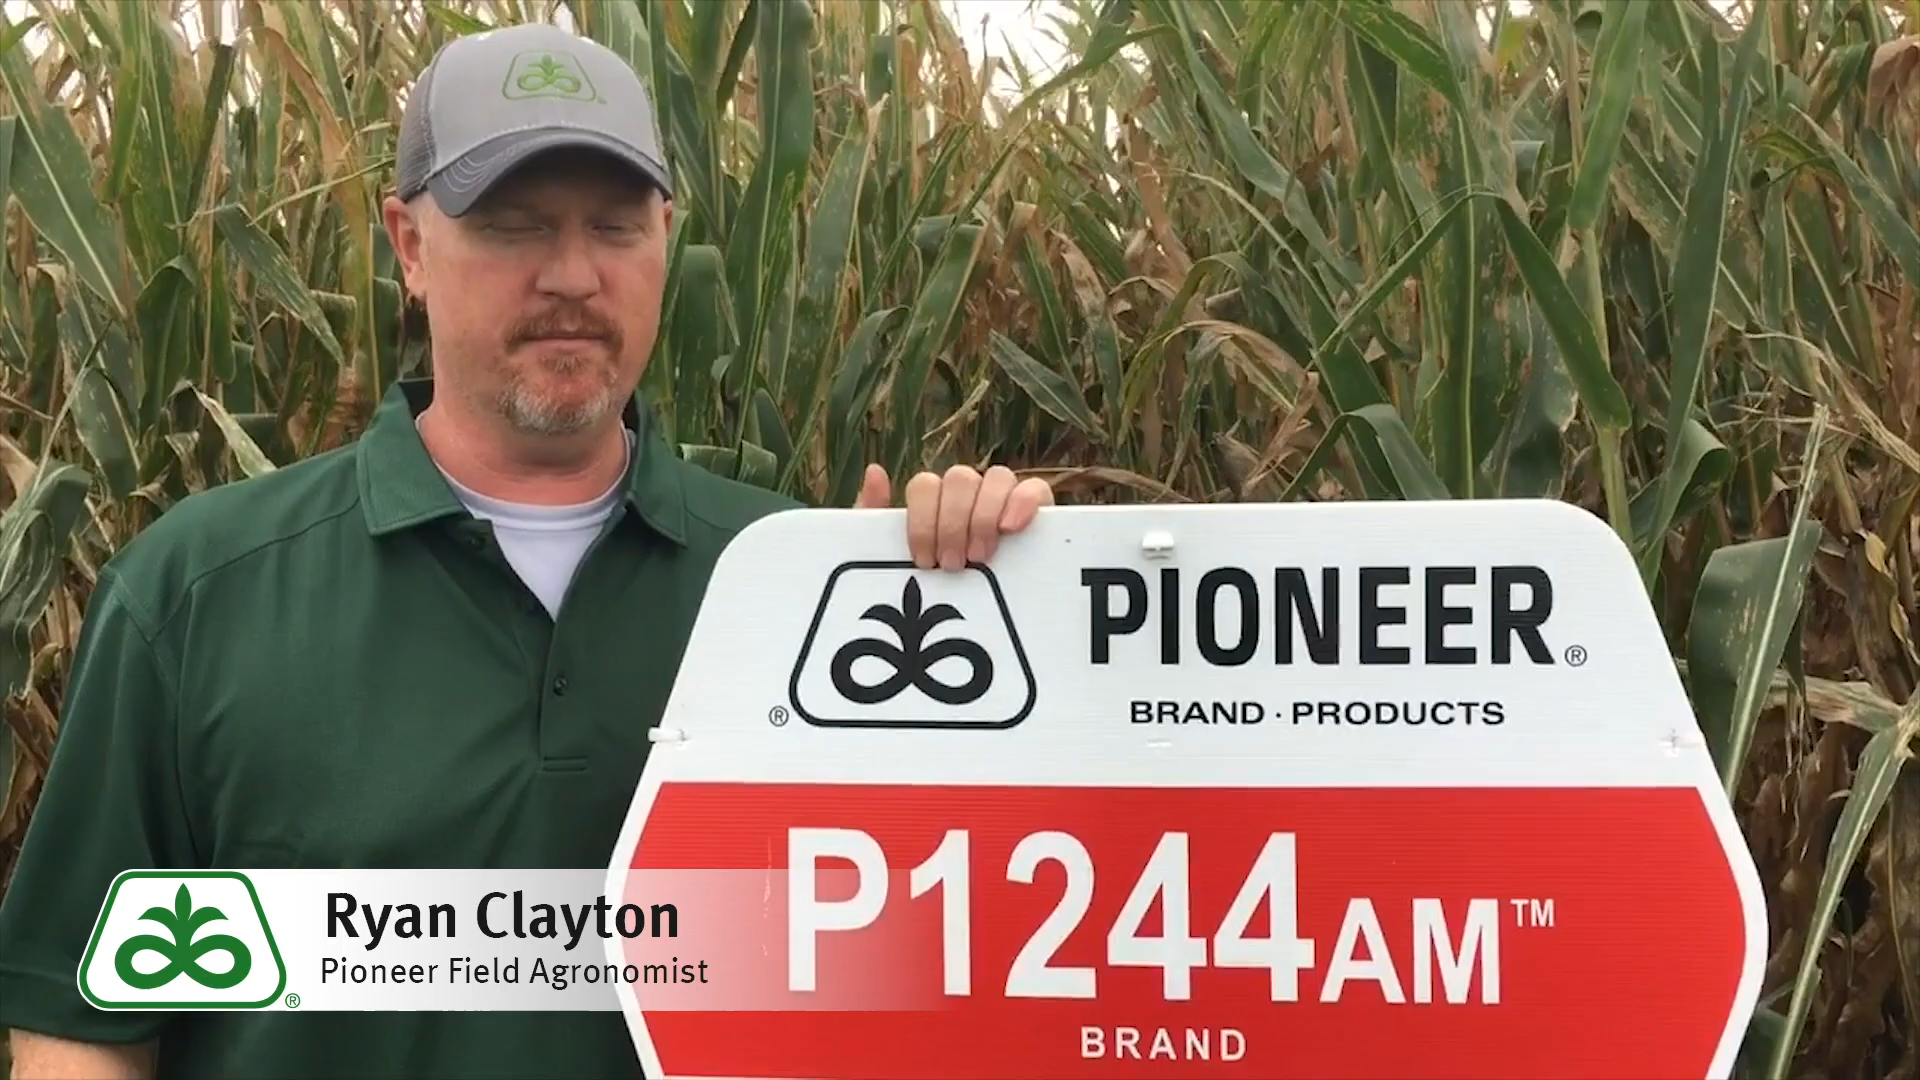 PIONEER®
®
BRAND · PRODUCTS
P1244AM™
BRAND
Ryan Clayton
Pioneer Field Agronomist
®